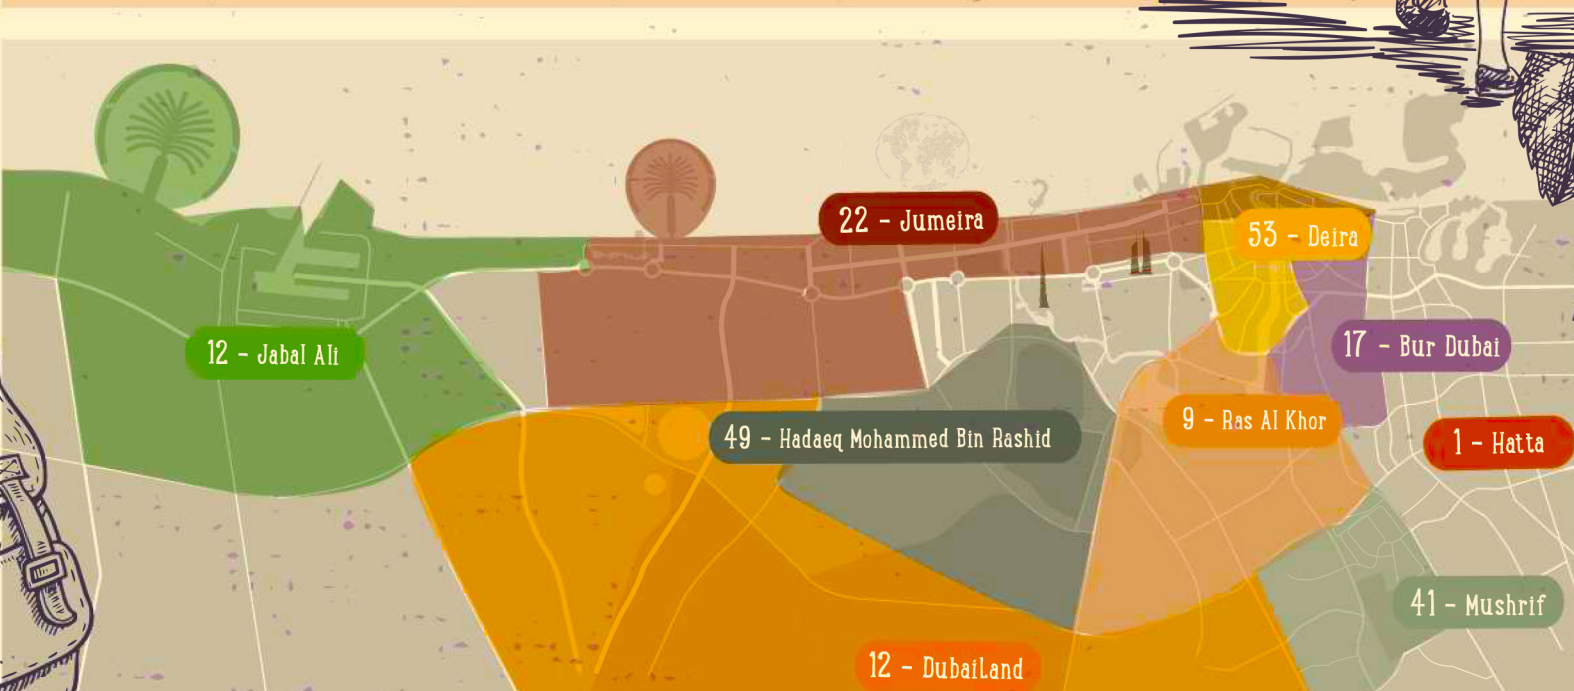 22 - Jumeira
53 - Deira
12 - Jabal Ali
17 - Bur Dubai
49 - Hadaeq Mohammed Bin Rashid
9 - Ras Al Khor
1 - Hatta
41 - Mushrif
12 - DubaiLand